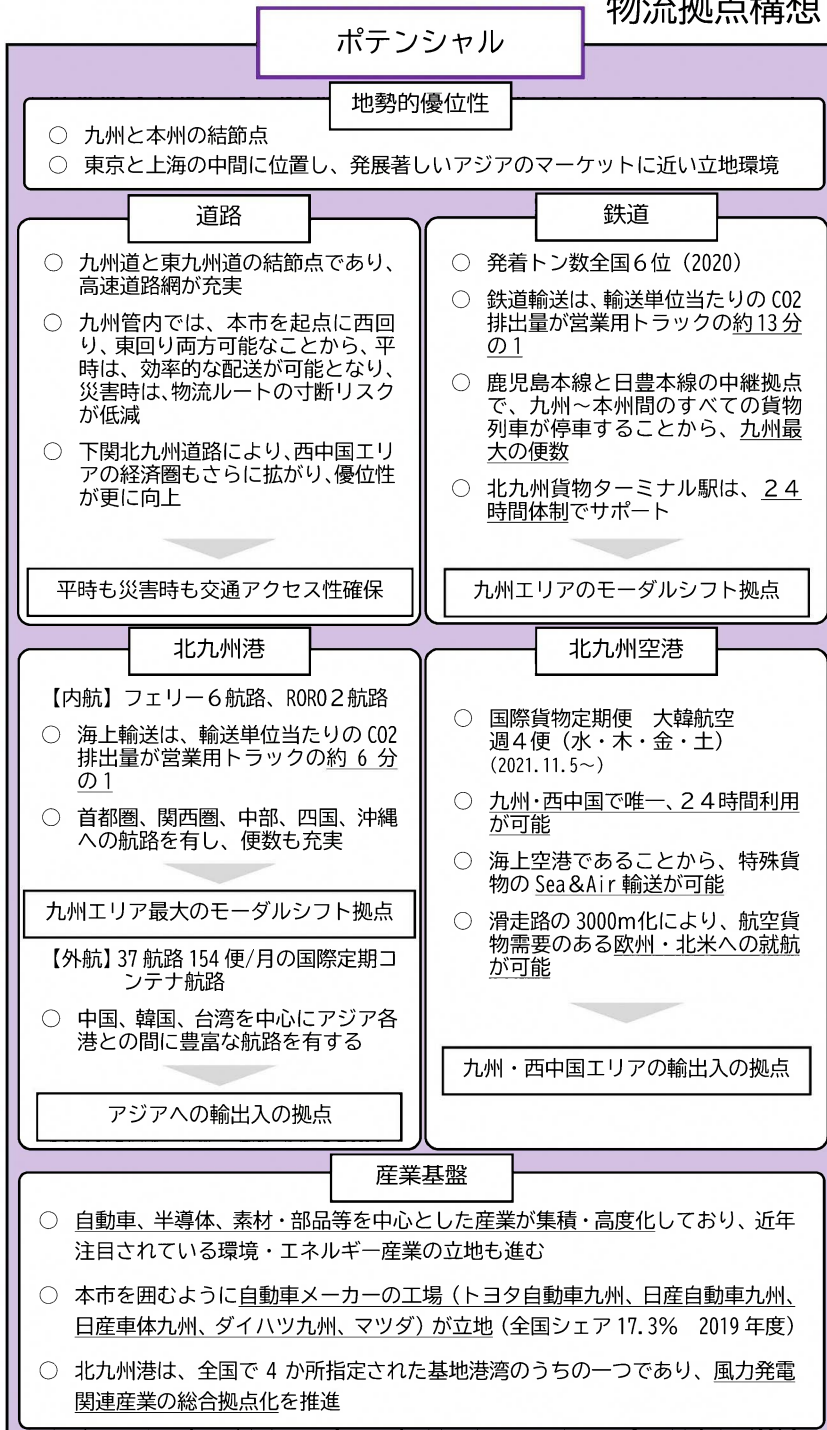 物流拠点構想
ポテンシャル
地勢的優位性
○ 九州と本州の結節点
○ 東京と上海の中間に位置し、発展著しいアジアのマーケットに近い立地環境
道路
○ 九州道と東九州道の結節点であり、
高速道路網が充実
○ 九州管内では、本市を起点に西回
り、東回り両方可能なことから、平
時は、効率的な配送が可能となり、
災害時は、物流ルートの寸断リスク
が低減
○ 下関北九州道路により、西中国エリ
アの経済圏もさらに拡がり、優位性
が更に向上
平時も災害時も交通アクセス性確保
鉄道
○ 発着トン数全国6位（2020）
○ 鉄道輸送は、輸送単位当たりの CO2
排出量が営業用トラックの約 13 分
の1
○ 鹿児島本線と日豊本線の中継拠点
で、九州～本州間のすべての貨物
列車が停車することから、九州最
大の便数
○ 北九州貨物ターミナル駅は、２４
時間体制でサポート
九州エリアのモーダルシフト拠点
北九州港
【内航】フェリー６航路、RORO２航路
○ 海上輸送は、輸送単位当たりの CO2
排出量が営業用トラックの約 6 分
の1
○ 首都圏、関西圏、中部、四国、沖縄
への航路を有し、便数も充実
九州エリア最大のモーダルシフト拠点
【外航】37 航路 154 便/月の国際定期コ
ンテナ航路
○ 中国、韓国、台湾を中心にアジア各
港との間に豊富な航路を有する
アジアへの輸出入の拠点
北九州空港
○ 国際貨物定期便　大韓航空
週４便（水・木・金・土）
（2021.11.5～）
○ 九州・西中国で唯一、２４時間利用
が可能
○ 海上空港であることから、特殊貨
物の Sea＆Air 輸送が可能
○ 滑走路の 3000m化により、航空貨
物需要のある欧州・北米への就航
が可能
九州・西中国エリアの輸出入の拠点
産業基盤
○ 自動車、半導体、素材・部品等を中心とした産業が集積・高度化しており、近年
注目されている環境・エネルギー産業の立地も進む
○ 本市を囲むように自動車メーカーの工場（トヨタ自動車九州、日産自動車九州、
日産車体九州、ダイハツ九州、マツダ）が立地（全国シェア 17.3%　2019 年度）
○ 北九州港は、全国で 4 か所指定された基地港湾のうちの一つであり、風力発電
関連産業の総合拠点化を推進